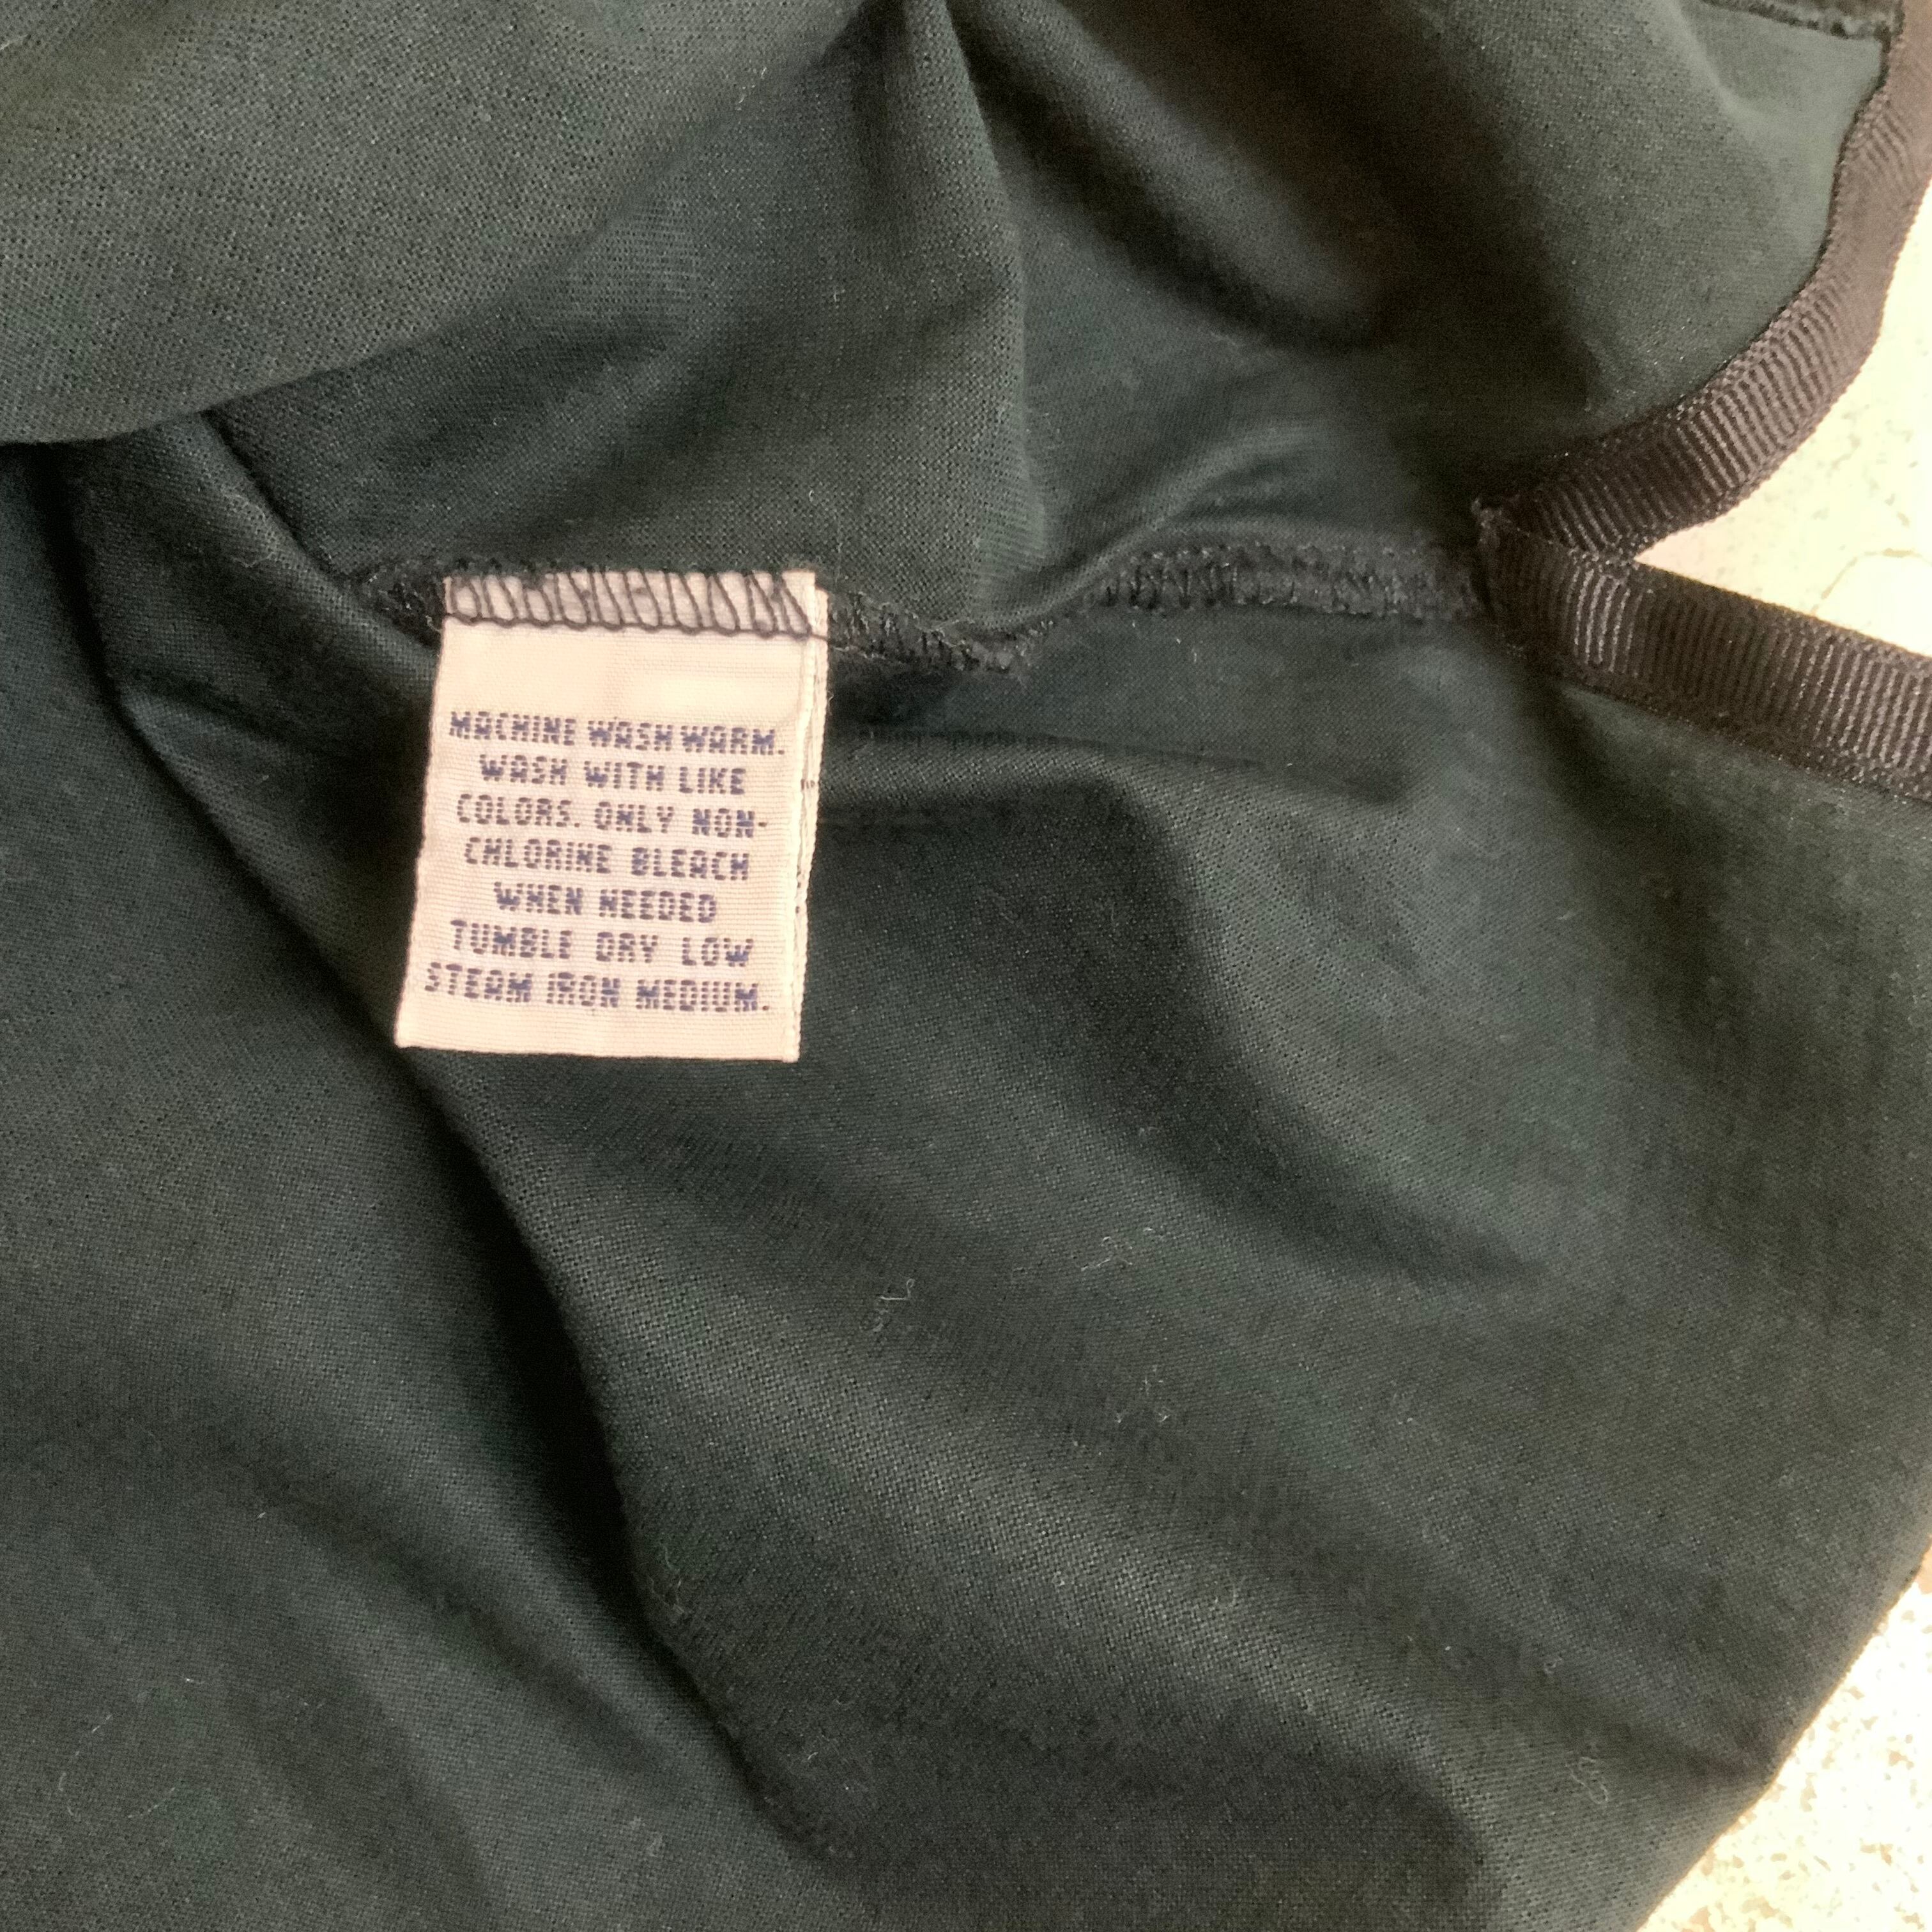 MACHINE WASH WARM.
WASH WITH LIKE
COLORS. ONLY NON-
CHLORINE BLEACH
WHEN NEEDED
TUMBLE DRY LOW
STEAM IRON MEDIUM.